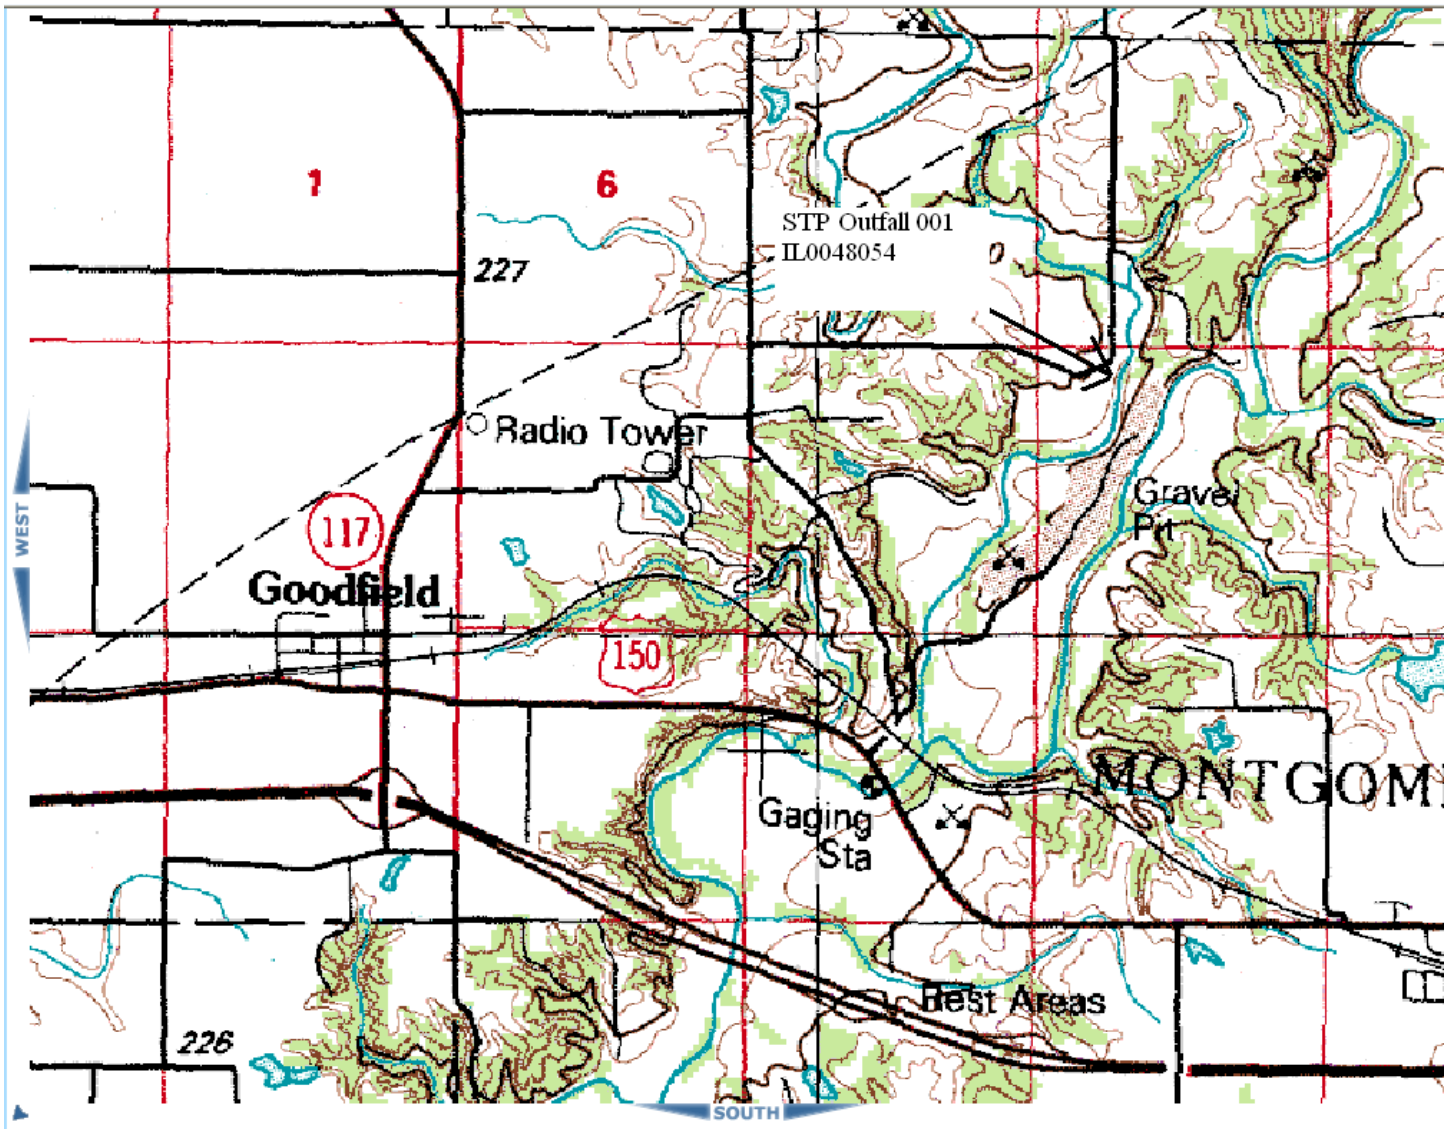 1
6
STP Outfall 001
IL0048054
0
227
Radio Tower
WEST
117
Gravel
Pit
Goodfield
150
MONTGOM
Gaging
Sta
Rest Areas
226
SOUTH